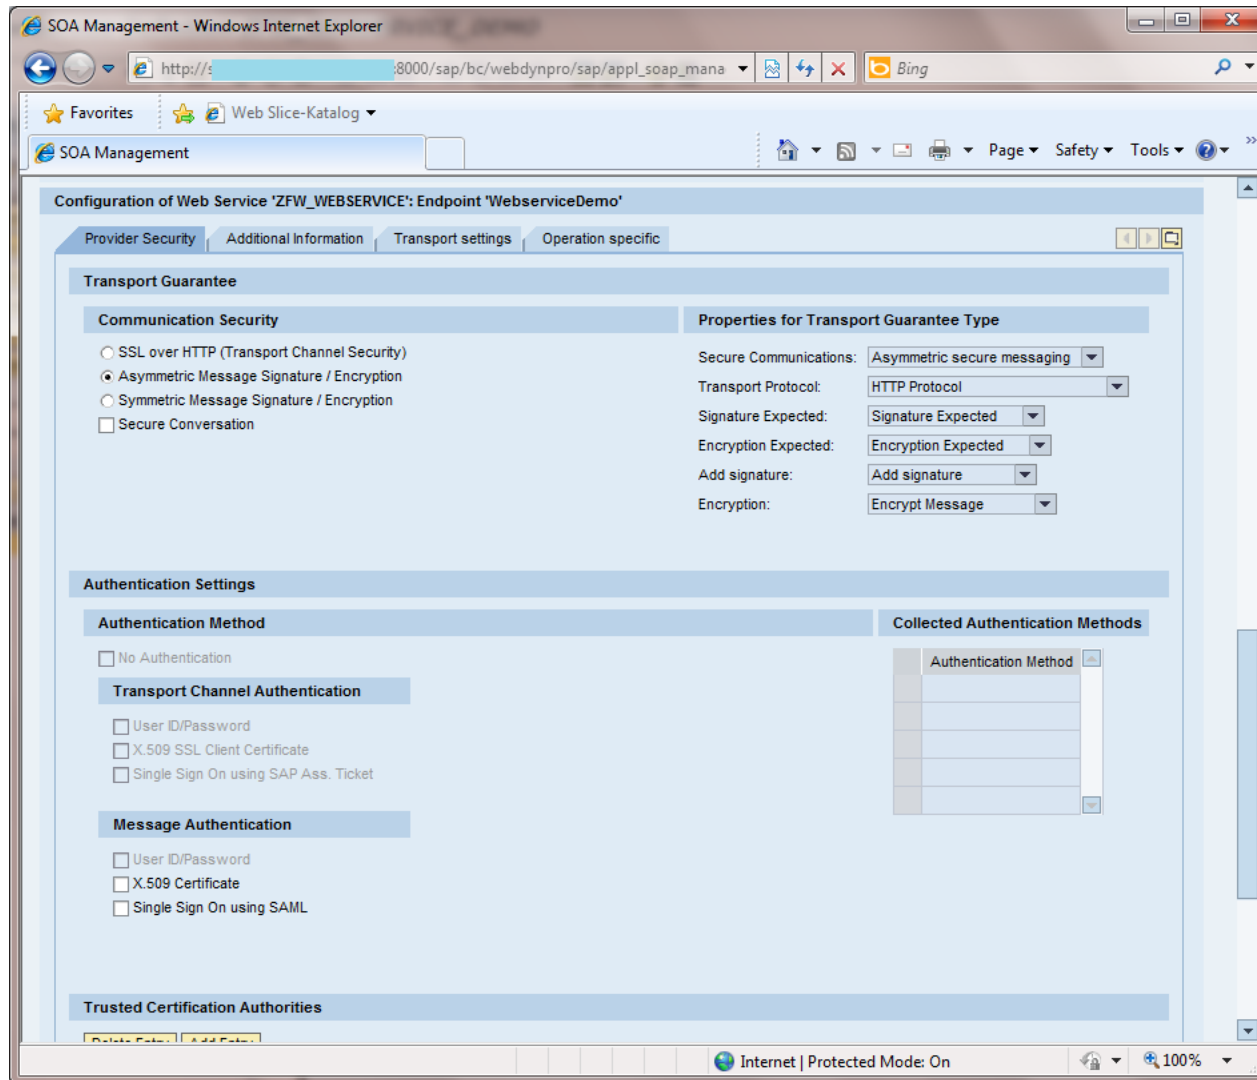 SOA Management - Windows Internet Explorer
http://s :8000/sap/bc/webdynpro/sap/appl_soap_mana
Bing
Favorites Web Slice-Katalog
SOA Management
Page Safety Tools
Configuration of Web Service 'ZFW_WEBSERVICE': Endpoint 'WebserviceDemo'
Provider Security Additional Information Transport settings Operation specific
Transport Guarantee
Communication Security
SSL over HTTP (Transport Channel Security)
Asymmetric Message Signature / Encryption
Symmetric Message Signature / Encryption
Secure Conversation
Properties for Transport Guarantee Type
Secure Communications: Asymmetric secure messaging
Transport Protocol: HTTP Protocol
Signature Expected: Signature Expected
Encryption Expected: Encryption Expected
Add signature: Add signature
Encryption: Encrypt Message
Authentication Settings
Authentication Method
No Authentication
Transport Channel Authentication
User ID/Password
X.509 SSL Client Certificate
Single Sign On using SAP Ass. Ticket
Message Authentication
User ID/Password
X.509 Certificate
Single Sign On using SAML
Collected Authentication Methods
Authentication Method
Trusted Certification Authorities
Delete Entry Add Entry
Internet | Protected Mode: On
100%